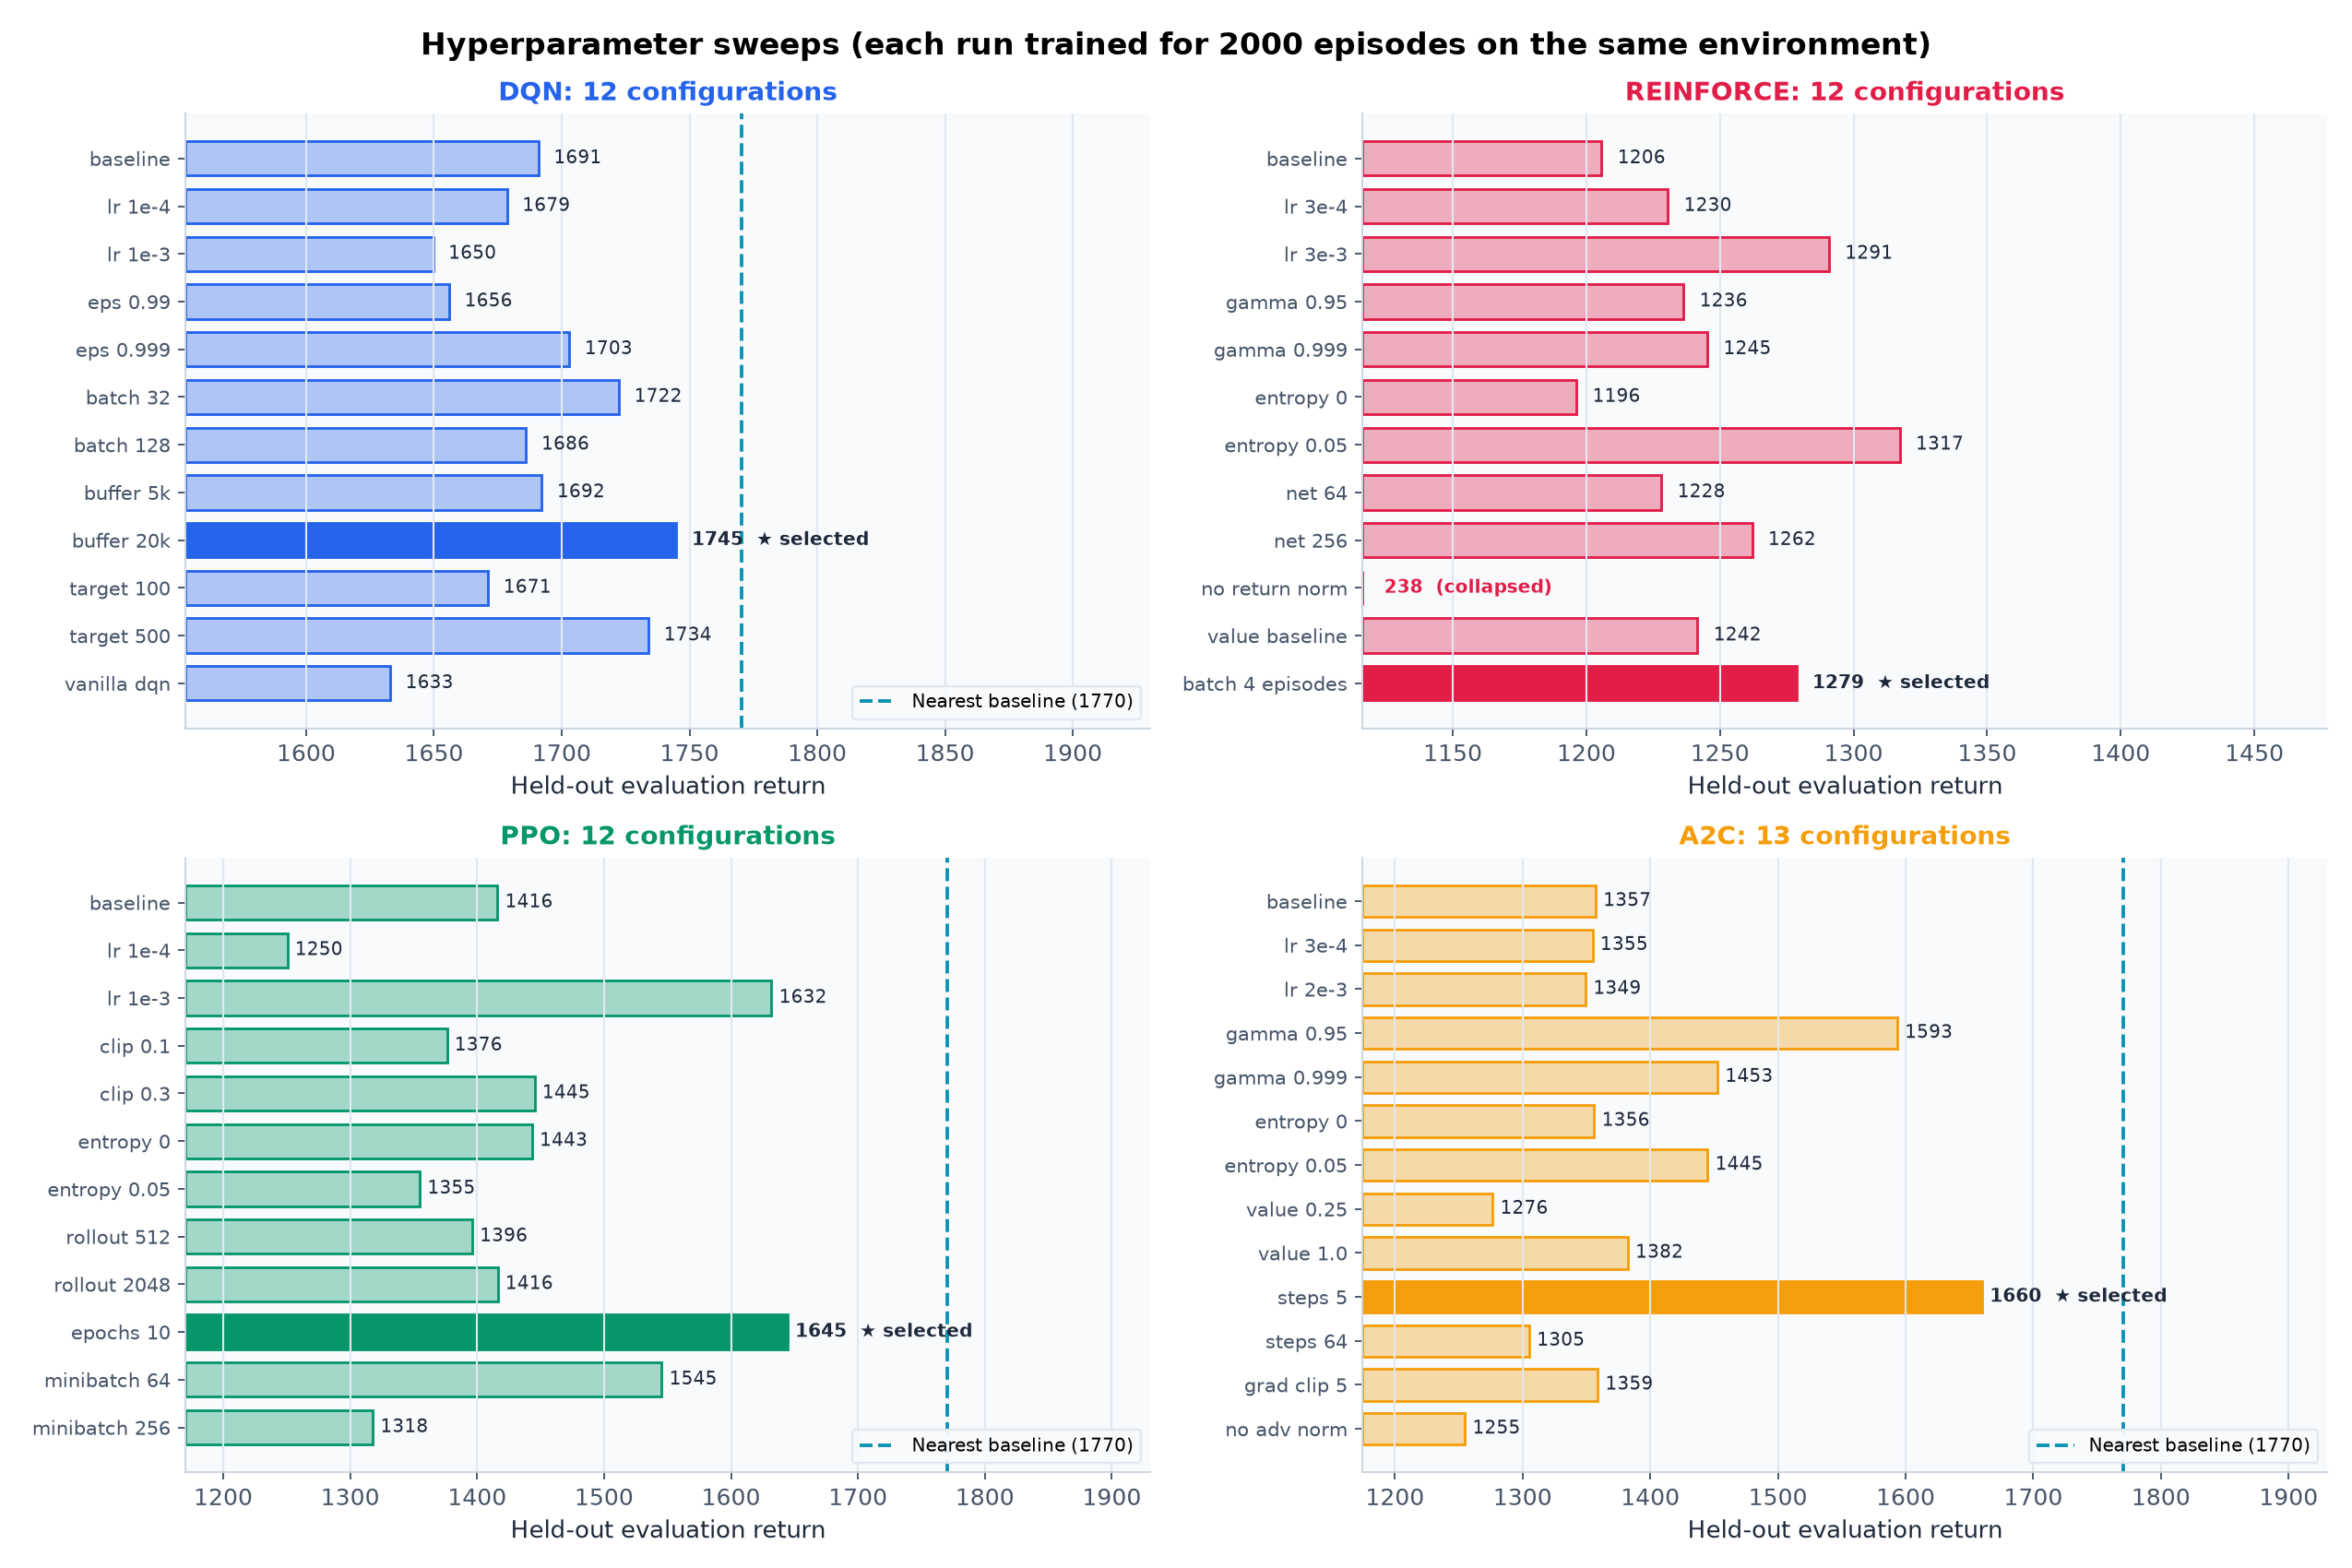 Hyperparameter sweeps (each run trained for 2000 episodes on the same environment)
DQN: 12 configurations
baseline 1691
lr 1e-4 1679
lr 1e-3 1650
eps 0.99 1656
eps 0.999 1703
batch 32 1722
batch 128 1686
buffer 5k 1692
buffer 20k 1745 ★ selected
target 100 1671
target 500 1734
vanilla dqn 1633
Nearest baseline (1770)
1600 1650 1700 1750 1800 1850 1900
Held-out evaluation return
REINFORCE: 12 configurations
baseline 1206
lr 3e-4 1230
lr 3e-3 1291
gamma 0.95 1236
gamma 0.999 1245
entropy 0 1196
entropy 0.05 1317
net 64 1228
net 256 1262
no return norm 238 (collapsed)
value baseline 1242
batch 4 episodes 1279 ★ selected
1150 1200 1250 1300 1350 1400 1450
Held-out evaluation return
PPO: 12 configurations
baseline 1416
lr 1e-4 1250
lr 1e-3 1632
clip 0.1 1376
clip 0.3 1445
entropy 0 1443
entropy 0.05 1355
rollout 512 1396
rollout 2048 1416
epochs 10 1645 ★ selected
minibatch 64 1545
minibatch 256 1318
Nearest baseline (1770)
1200 1300 1400 1500 1600 1700 1800 1900
Held-out evaluation return
A2C: 13 configurations
baseline 1357
lr 3e-4 1355
lr 2e-3 1349
gamma 0.95 1593
gamma 0.999 1453
entropy 0 1356
entropy 0.05 1445
value 0.25 1276
value 1.0 1382
steps 5 1660 ★ selected
steps 64 1305
grad clip 5 1359
no adv norm 1255
Nearest baseline (1770)
1200 1300 1400 1500 1600 1700 1800 1900
Held-out evaluation return